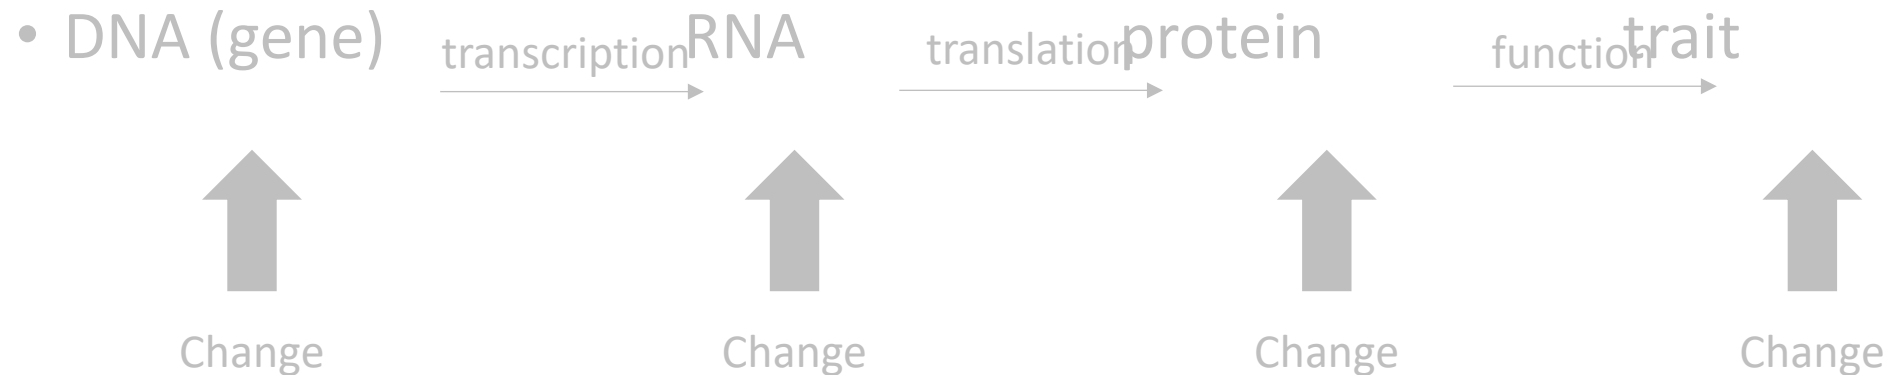 • DNA (gene) transcription RNA translation protein function trait
Change Change Change Change